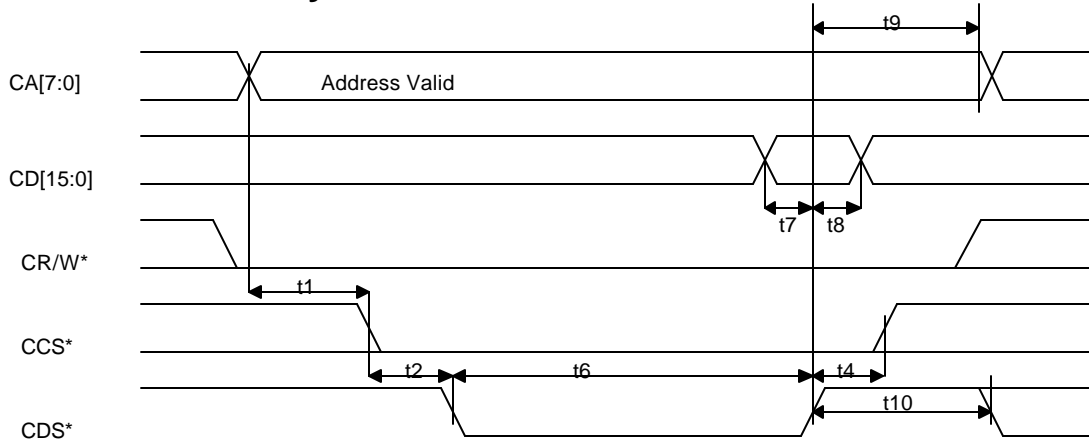 t9
CA[7:0]
Address Valid
CD[15:0]
t7
t8
CR/W*
t1
CCS*
t2
t6
t4
t10
CDS*